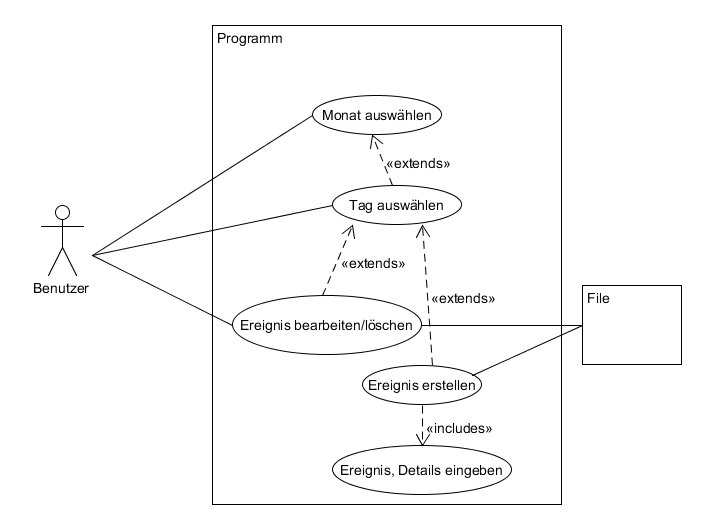 Programm
Monat auswählen
«extends»
Tag auswählen
«extends»
Benutzer
«extends»
File
Ereignis bearbeiten/löschen
Ereignis erstellen
«includes»
Ereignis, Details eingeben